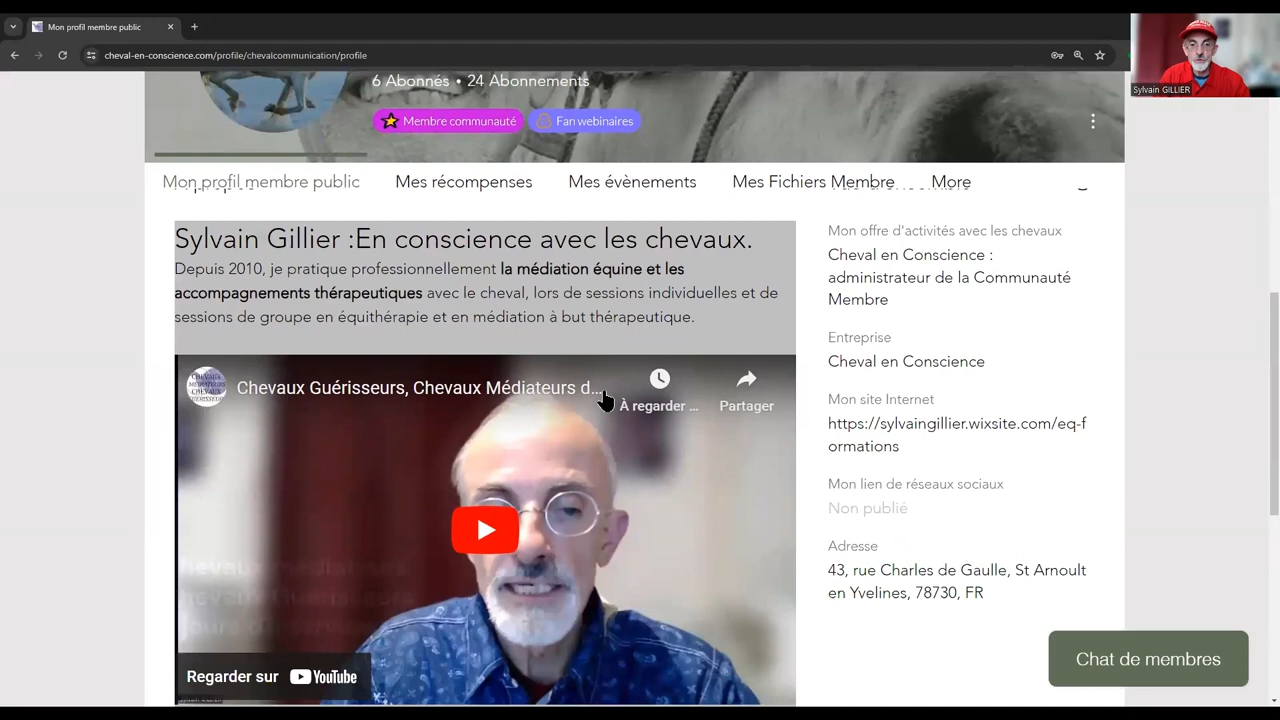 Mon profil membre public
cheval-en-conscience.com/profile/chevalcommunication/profile
Sylvain GILLIER
6 Abonnés • 24 Abonnements
Membre communauté
Fan webinaires
Mon profil membre public
Mes récompenses
Mes évènements
Mes Fichiers Membre
More
Sylvain Gillier :En conscience avec les chevaux.
Depuis 2010, je pratique professionnellement la médiation équine et les
accompagnements thérapeutiques avec le cheval, lors de sessions individuelles et de
sessions de groupe en équithérapie et en médiation à but thérapeutique.
Chevaux Guérisseurs, Chevaux Médiateurs d...
À regarder ...
Partager
Regarder sur YouTube
Mon offre d'activités avec les chevaux
Cheval en Conscience :
administrateur de la Communauté
Membre
Entreprise
Cheval en Conscience
Mon site Internet
https://sylvaingillier.wixsite.com/eq-f
ormations
Mon lien de réseaux sociaux
Non publié
Adresse
43, rue Charles de Gaulle, St Arnoult
en Yvelines, 78730, FR
Chat de membres